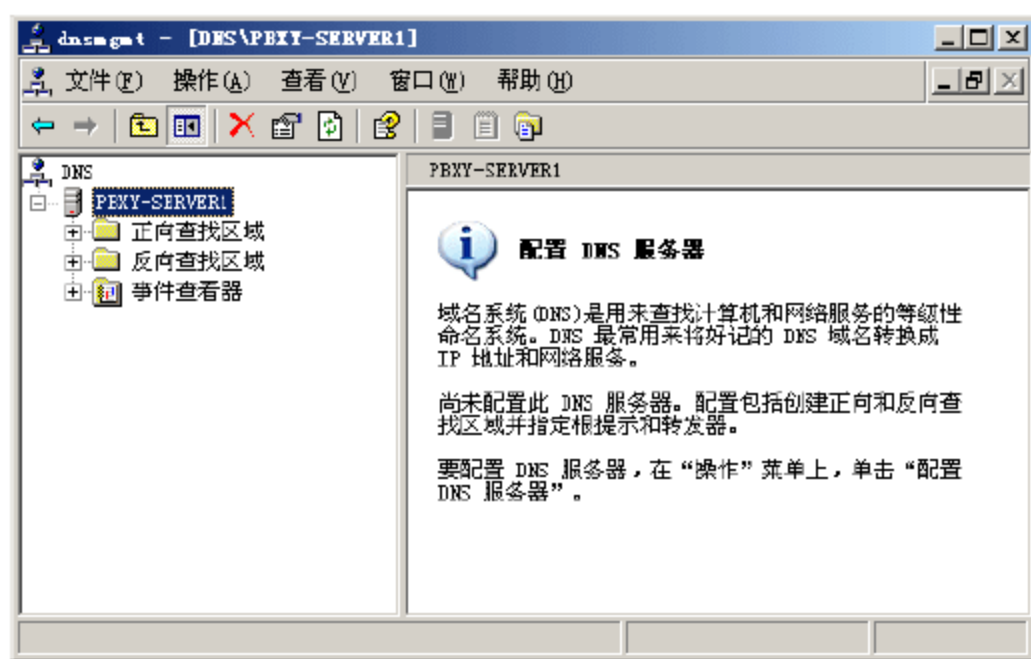 dnsmgmt - [DNS\PBXY-SERVER1]
文件(F) 操作(A) 查看(V) 窗口(W) 帮助(H)
DNS
PBXY-SERVER1
正向查找区域
反向查找区域
事件查看器
PBXY-SERVER1
配置 DNS 服务器
域名系统(DNS)是用来查找计算机和网络服务的等级性
命名系统。DNS 最常用来将好记的 DNS 域名转换成
IP 地址和网络服务。
尚未配置此 DNS 服务器。配置包括创建正向和反向查
找区域并指定根提示和转发器。
要配置 DNS 服务器，在“操作”菜单上，单击“配置
DNS 服务器”。